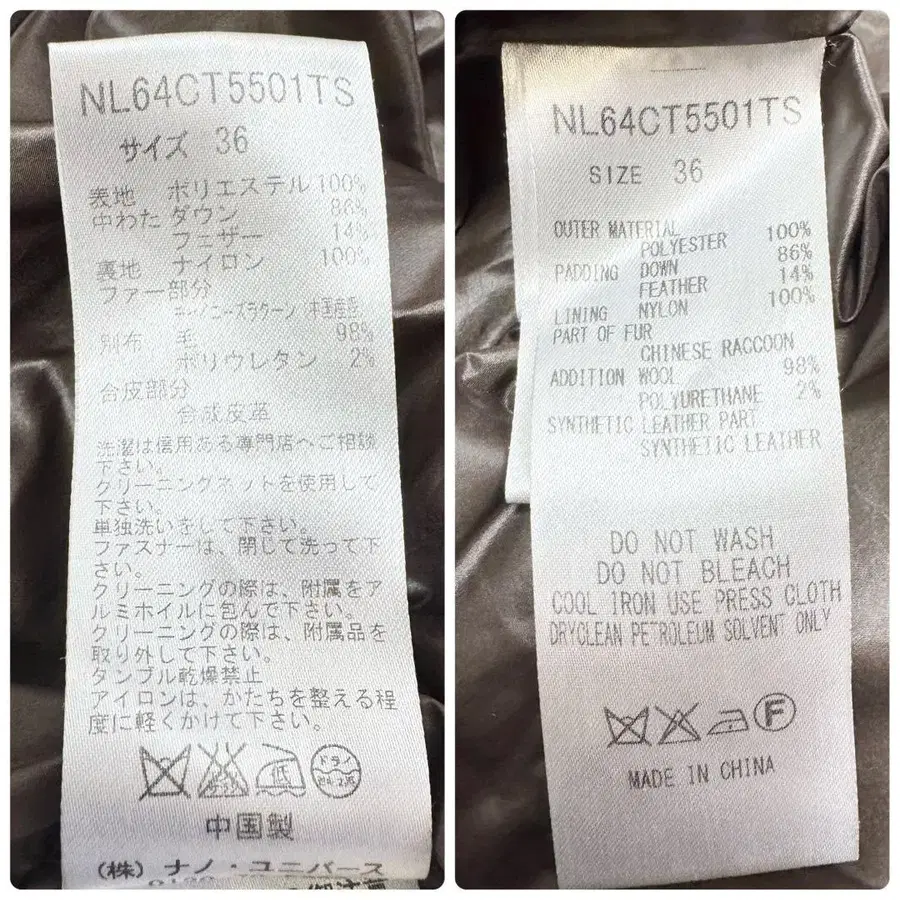 NL64CT5501TS
サイズ 36
表地 ポリエステル 100%
中わた ダウン 86%
フェザー 14%
裏地 ナイロン 100%
ファー部分
別布 毛 98%
ポリウレタン 2%
合皮部分
合成皮革
洗濯は信用ある専門店へご相談
下さい。
クリーニングネットを使用して
下さい。
単独洗いをして下さい。
ファスナーは、閉じて洗って下
さい。
クリーニングの際は、附属をア
ルミホイルに包んで下さい。
クリーニングの際は、附属品を
取り外して下さい。
タンブル乾燥禁止
アイロンは、かたちを整える程
度に軽くかけて下さい。
低 ドライ
中国製
(株) ナノ・ユニバース
NL64CT5501TS
SIZE 36
OUTER MATERIAL
POLYESTER 100%
PADDING DOWN 86%
FEATHER 14%
LINING NYLON 100%
PART OF FUR
CHINESE RACCOON
ADDITION WOOL 98%
POLYURETHANE 2%
SYNTHETIC LEATHER PART
SYNTHETIC LEATHER
DO NOT WASH
DO NOT BLEACH
COOL IRON USE PRESS CLOTH
DRYCLEAN PETROLEUM SOLVENT ONLY
F
MADE IN CHINA